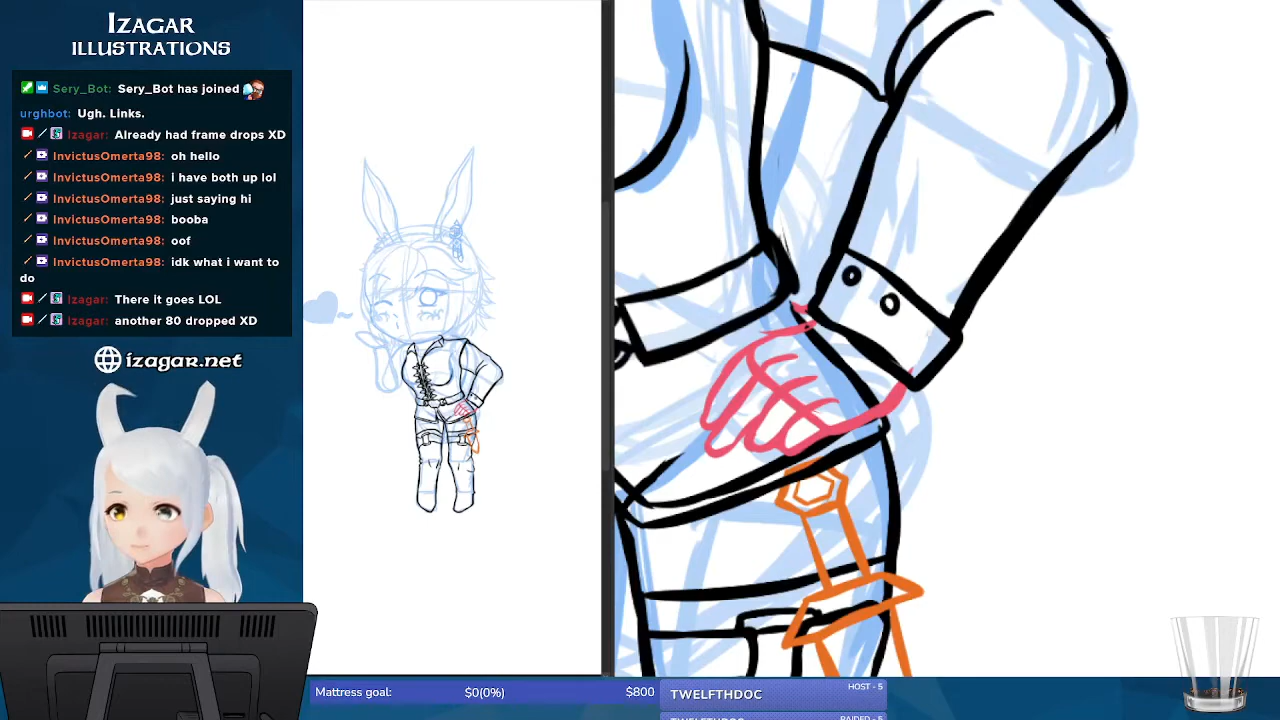 IZAGAR
ILLUSTRATIONS
Sery_Bot: Sery_Bot has joined
urghbot: Ugh. Links.
Izagar: Already had frame drops XD
InvictusOmerta98: oh hello
InvictusOmerta98: i have both up lol
InvictusOmerta98: just saying hi
InvictusOmerta98: booba
InvictusOmerta98: oof
InvictusOmerta98: idk what i want to
do
Izagar: There it goes LOL
Izagar: another 80 dropped XD
izagar.net
Mattress goal: $0(0%) $800
TWELFTHDOC HOST - 5
TWELFTHDOC RAIDED - 5